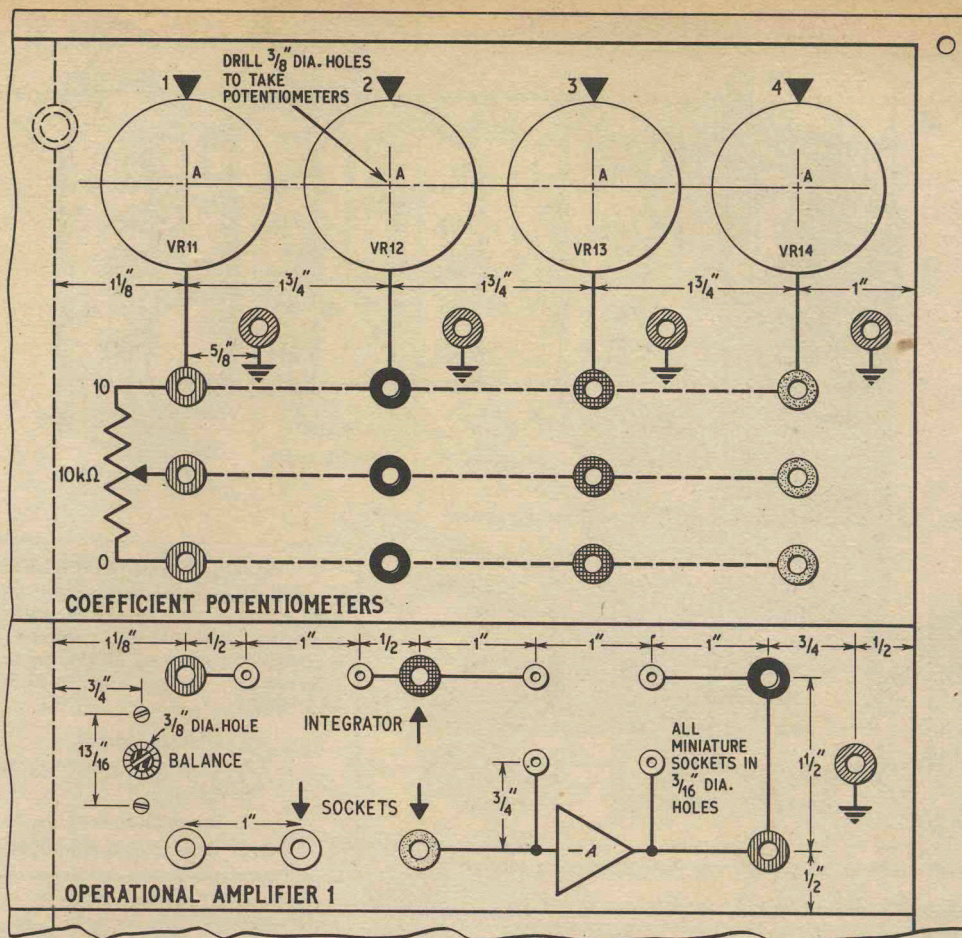 1
2
3
4
DRILL 3/8" DIA. HOLES
TO TAKE
POTENTIOMETERS
A
A
A
A
VR11
VR12
VR13
VR14
1 1/8"
1 3/4"
1 3/4"
1 3/4"
1"
5/8"
10
10kΩ
0
COEFFICIENT POTENTIOMETERS
1 1/8"
1/2"
1"
1/2"
1"
1"
1"
3/4
1/2"
3/4"
3/8" DIA. HOLE
INTEGRATOR
13/16"
BALANCE
ALL
MINIATURE
SOCKETS IN
3/16" DIA.
HOLES
1 1/2"
3/4"
SOCKETS
1"
–A
1/2"
OPERATIONAL AMPLIFIER 1